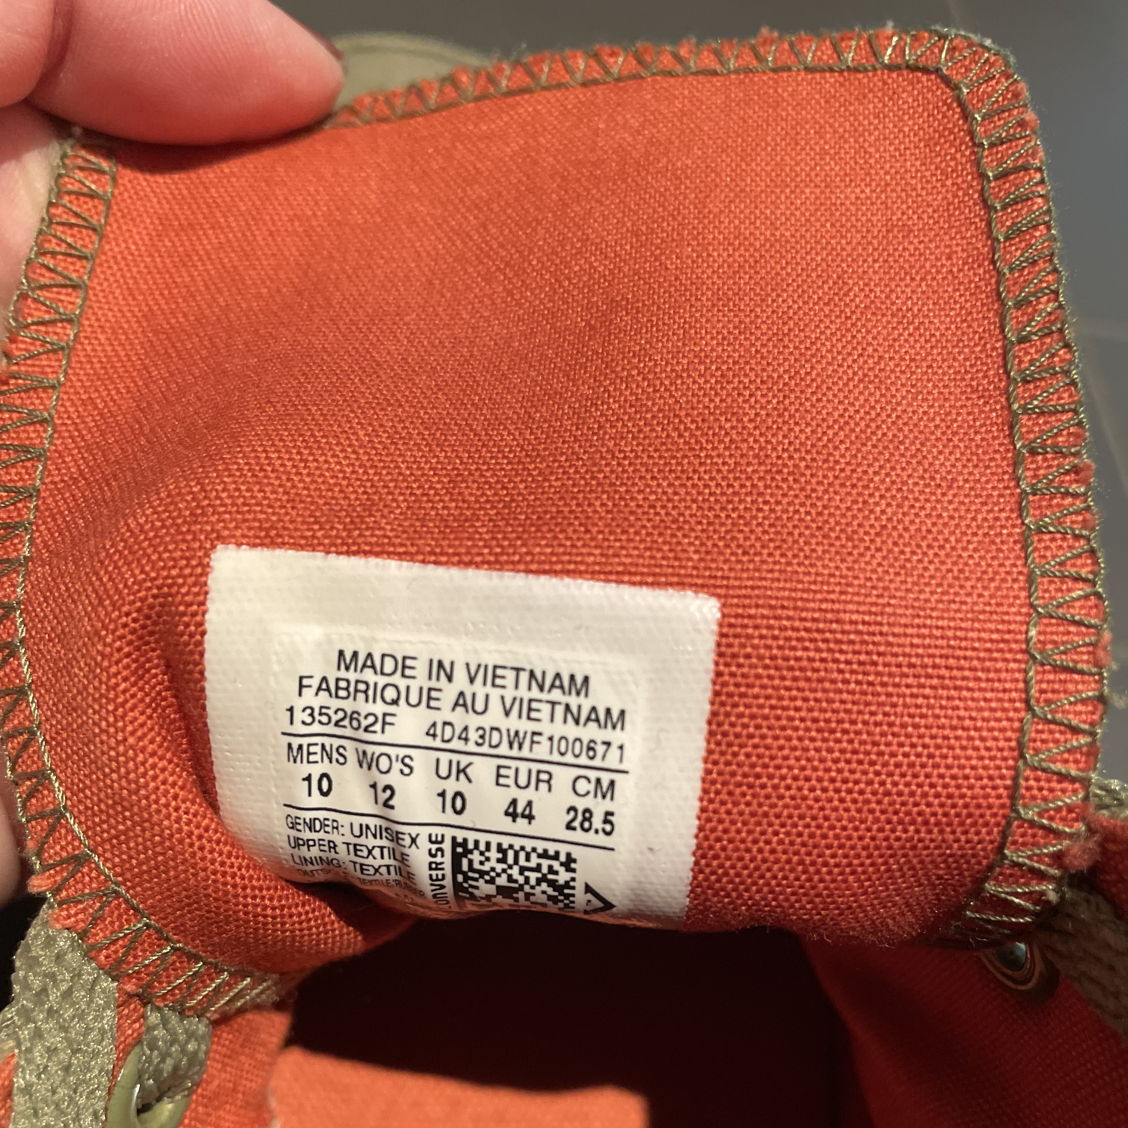 MADE IN VIETNAM
FABRIQUE AU VIETNAM
135262F 4D43DWF100671
MENS WO'S UK EUR CM
10 12 10 44 28.5
GENDER: UNISEX
UPPER TEXTILE
LINING: TEXTILE
CONVERSE